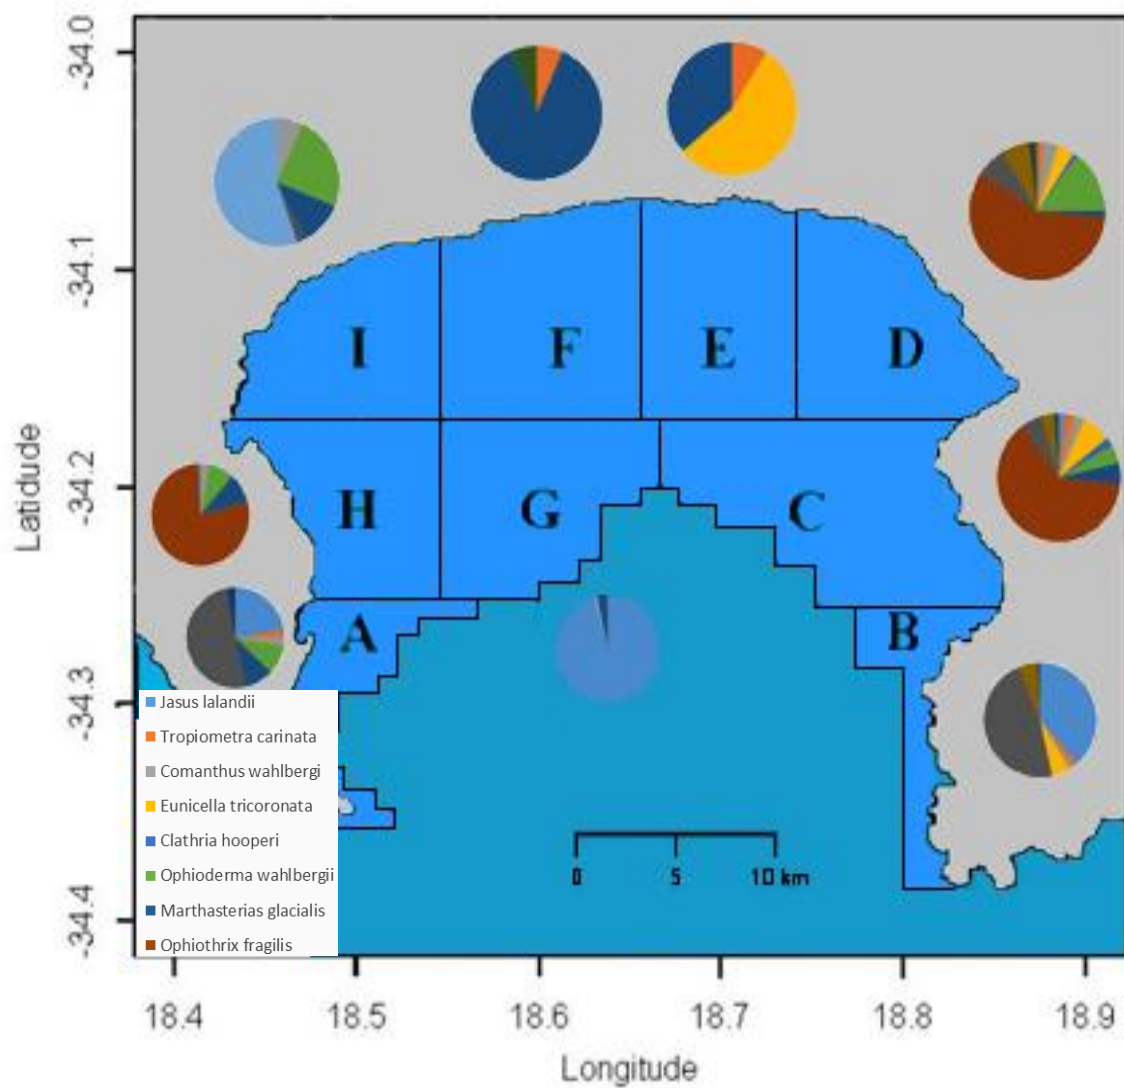 -34.0
-34.1
-34.2
-34.3
-34.4
Latidude
I
F
E
D
H
G
C
A
B
Jasus lalandii
Tropiometra carinata
Comanthus wahlbergi
Eunicella tricoronata
Clathria hooperi
Ophioderma wahlbergii
Marthasterias glacialis
Ophiothrix fragilis
0 5 10 km
18.4 18.5 18.6 18.7 18.8 18.9
Longitude